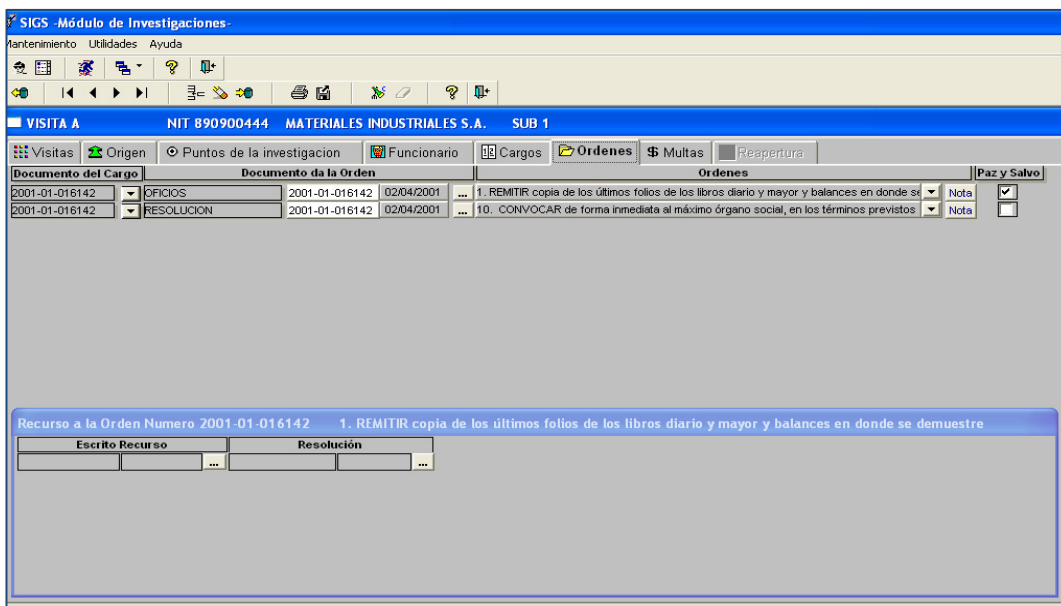 SIGS -Módulo de Investigaciones-
Mantenimiento Utilidades Ayuda
VISITA A NIT 890900444 MATERIALES INDUSTRIALES S.A. SUB 1
Visitas Origen Puntos de la investigacion Funcionario Cargos Ordenes $ Multas Reapertura
Documento del Cargo Documento da la Orden Ordenes Paz y Salvo
2001-01-016142 OFICIOS 2001-01-016142 02/04/2001 ... 1. REMITIR copia de los últimos folios de los libros diario y mayor y balances en donde se Nota
2001-01-016142 RESOLUCION 2001-01-016142 02/04/2001 ... 10. CONVOCAR de forma inmediata al máximo órgano social, en los términos previstos Nota
Recurso a la Orden Numero 2001-01-016142 1. REMITIR copia de los últimos folios de los libros diario y mayor y balances en donde se demuestre
Escrito Recurso Resolución
... ...